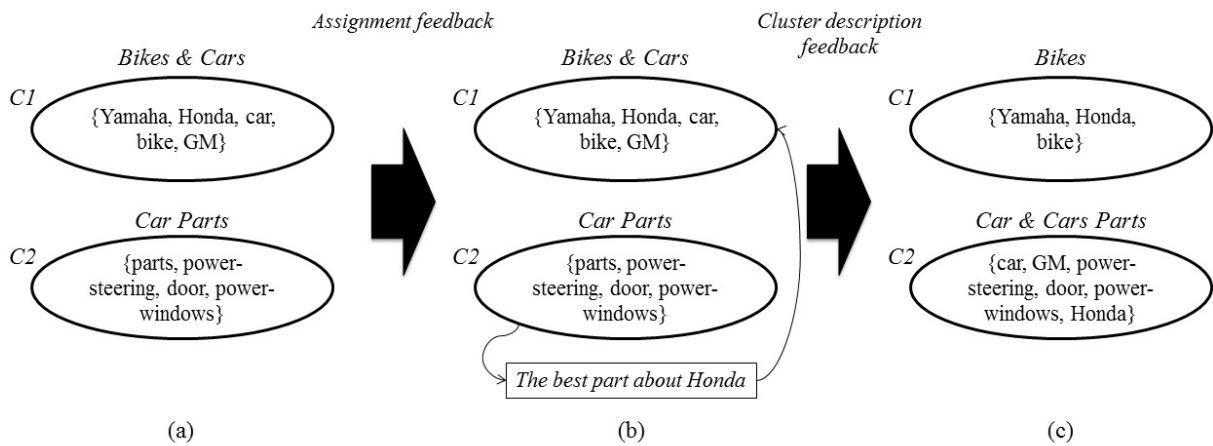 Assignment feedback
Cluster description
feedback
Bikes & Cars
C1
{Yamaha, Honda, car,
bike, GM}
Car Parts
C2
{parts, power-
steering, door, power-
windows}
(a)
Bikes & Cars
C1
{Yamaha, Honda, car,
bike, GM}
Car Parts
C2
{parts, power-
steering, door, power-
windows}
The best part about Honda
(b)
Bikes
C1
{Yamaha, Honda,
bike}
Car & Cars Parts
C2
{car, GM, power-
steering, door, power-
windows, Honda}
(c)